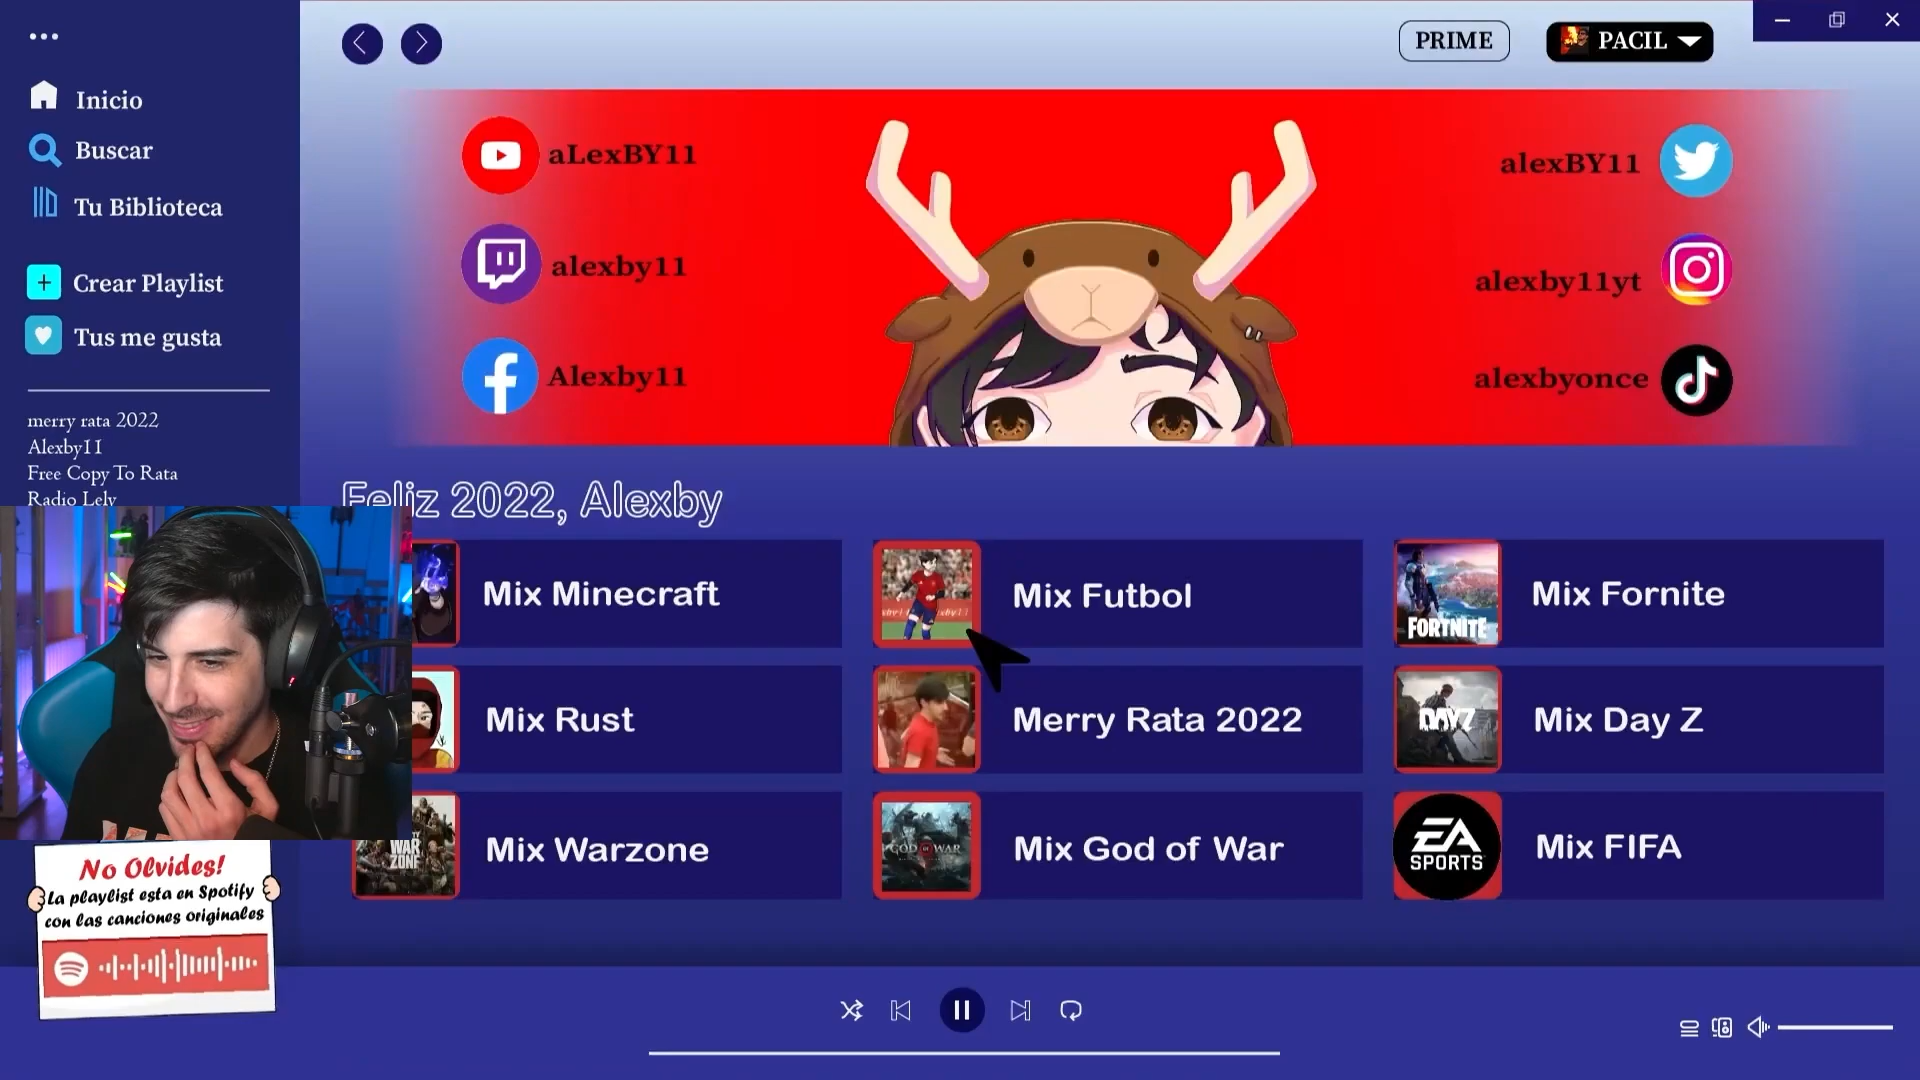 Inicio
Buscar
Tu Biblioteca
Crear Playlist
Tus me gusta
merry rata 2022
Alexby11
Free Copy To Rata
Radio Lely
PRIME
PACIL
aLexBY11
alexby11
Alexby11
alexBY11
alexby11yt
alexbyonce
Feliz 2022, Alexby
Mix Minecraft
Mix Futbol
FORTNITE
Mix Fornite
Mix Rust
Merry Rata 2022
DAYZ
Mix Day Z
WAR
ZONE
Mix Warzone
GOD OF WAR
Mix God of War
EA
SPORTS
Mix FIFA
No Olvides!
La playlist esta en Spotify
con las canciones originales